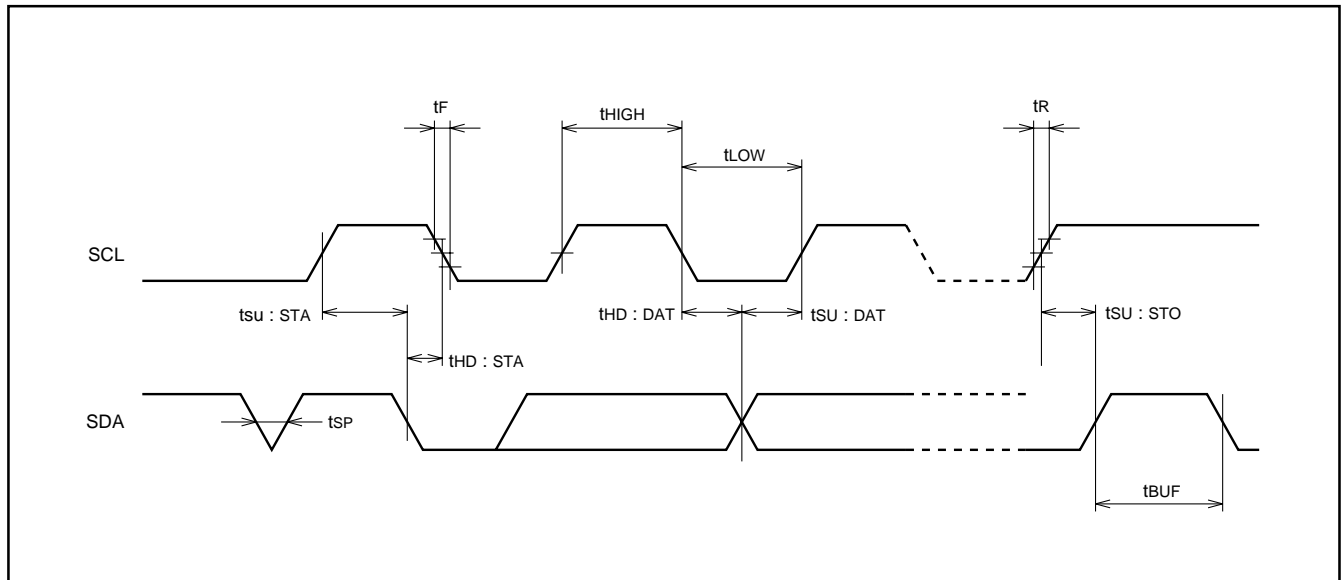 tF
tHIGH
tR
tLOW
SCL
tsu : STA
tHD : DAT
tSU : DAT
tSU : STO
tHD : STA
SDA
tSP
tBUF